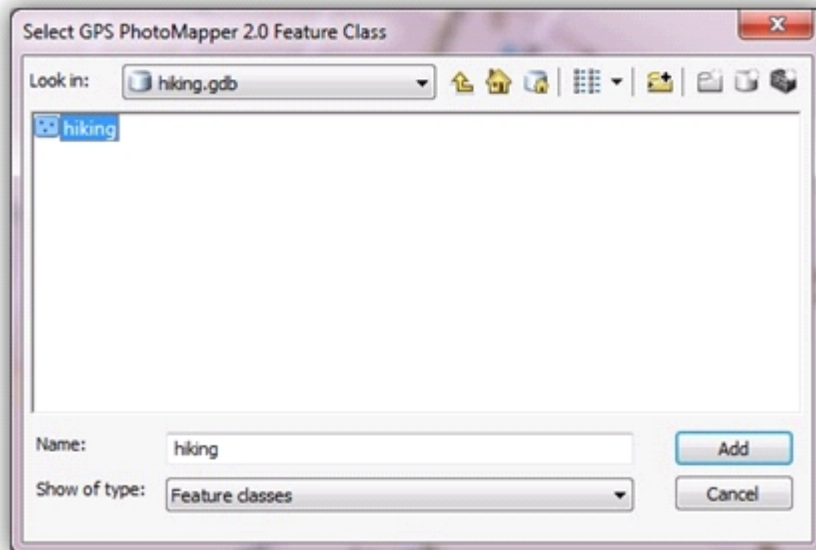 Select GPS PhotoMapper 2.0 Feature Class
Look in: hiking.gdb
hiking
Name: hiking
Add
Show of type: Feature classes
Cancel